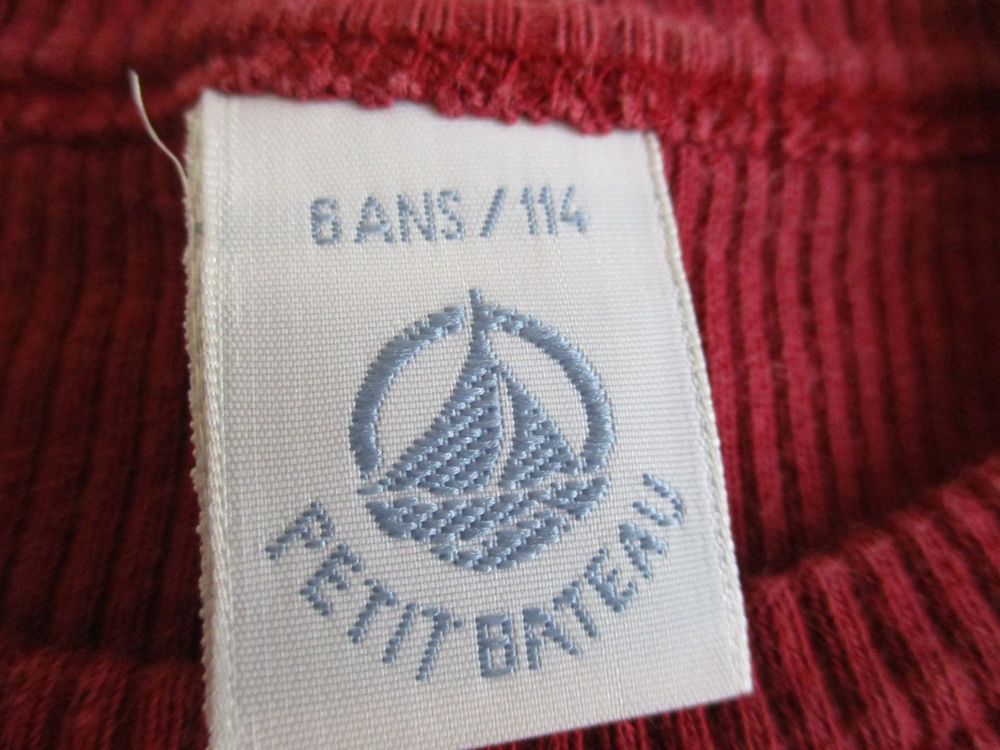 6 ANS / 114
PETIT BATEAU